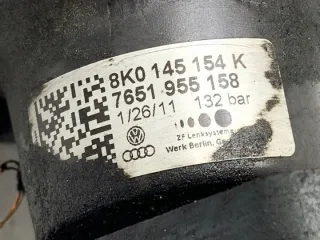 8K0 145 154 K
7651 955 158
1/26/11 132 bar
ZF Lenksysteme
Werk Berlin,